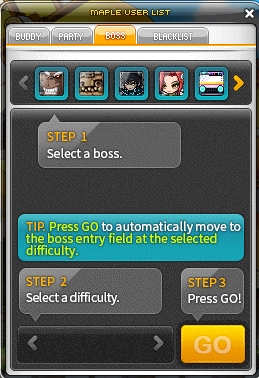 MAPLE USER LIST
BUDDY PARTY BOSS BLACKLIST
STEP 1
Select a boss.
TIP. Press GO to automatically move to
the boss entry field at the selected
difficulty.
STEP 2
Select a difficulty.
STEP 3
Press GO!
GO